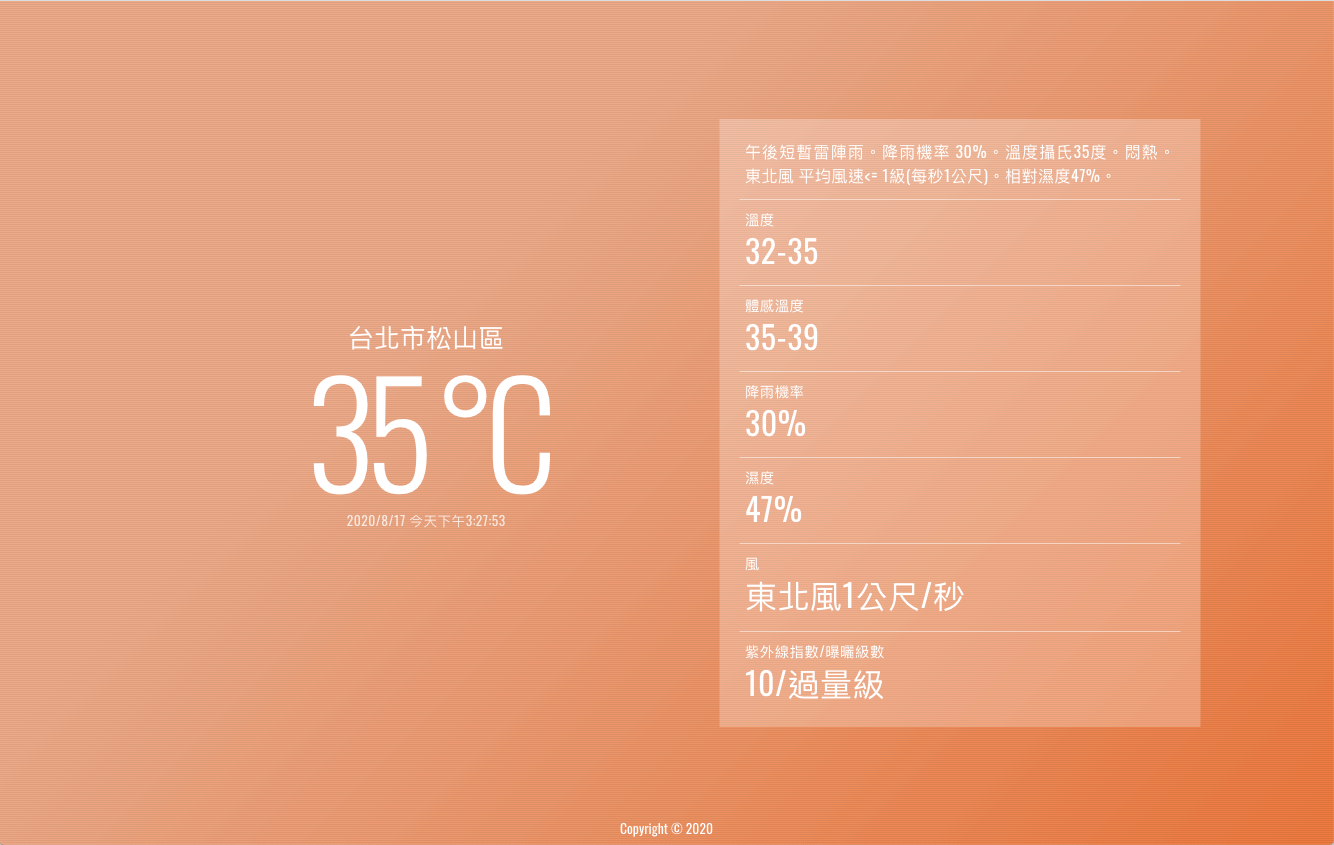 台北市松山區
35°C
2020/8/17 今天下午3:27:53
午後短暫雷陣雨。降雨機率 30%。溫度攝氏35度。悶熱。
東北風 平均風速<= 1級(每秒1公尺)。相對濕度47%。
溫度
32-35
體感溫度
35-39
降雨機率
30%
濕度
47%
風
東北風1公尺/秒
紫外線指數/曝曬級數
10/過量級
Copyright © 2020